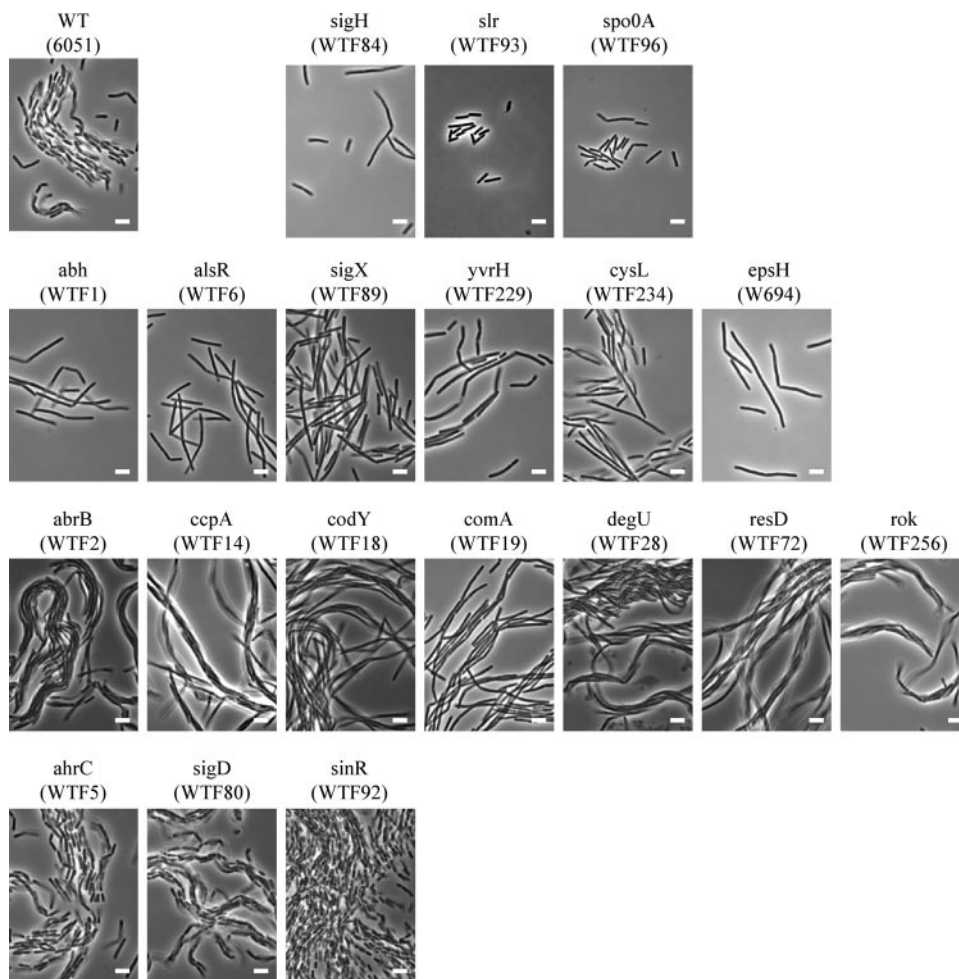 WT
(6051)
sigH
(WTF84)
slr
(WTF93)
spo0A
(WTF96)
abh
(WTF1)
alsR
(WTF6)
sigX
(WTF89)
yvrH
(WTF229)
cysL
(WTF234)
epsH
(W694)
abrB
(WTF2)
ccpA
(WTF14)
codY
(WTF18)
comA
(WTF19)
degU
(WTF28)
resD
(WTF72)
rok
(WTF256)
ahrC
(WTF5)
sigD
(WTF80)
sinR
(WTF92)